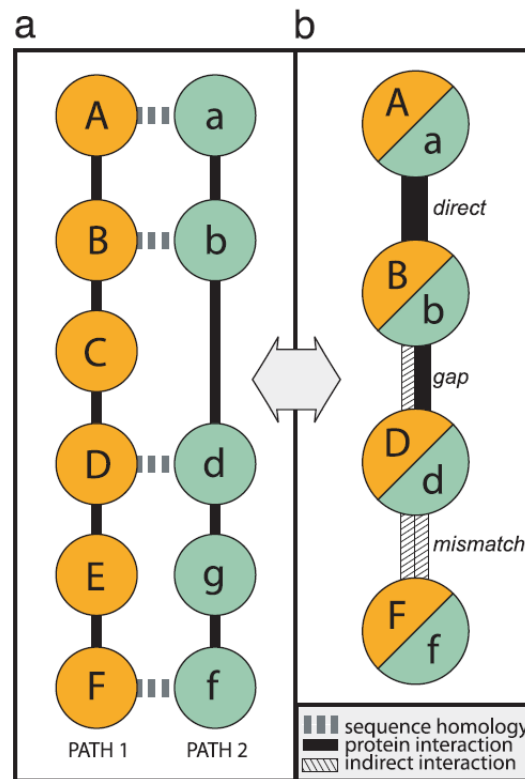 a
b
A
a
B
b
C
D
d
E
g
F
f
PATH 1
PATH 2
A
a
direct
B
b
gap
D
d
mismatch
F
f
sequence homology
protein interaction
indirect interaction